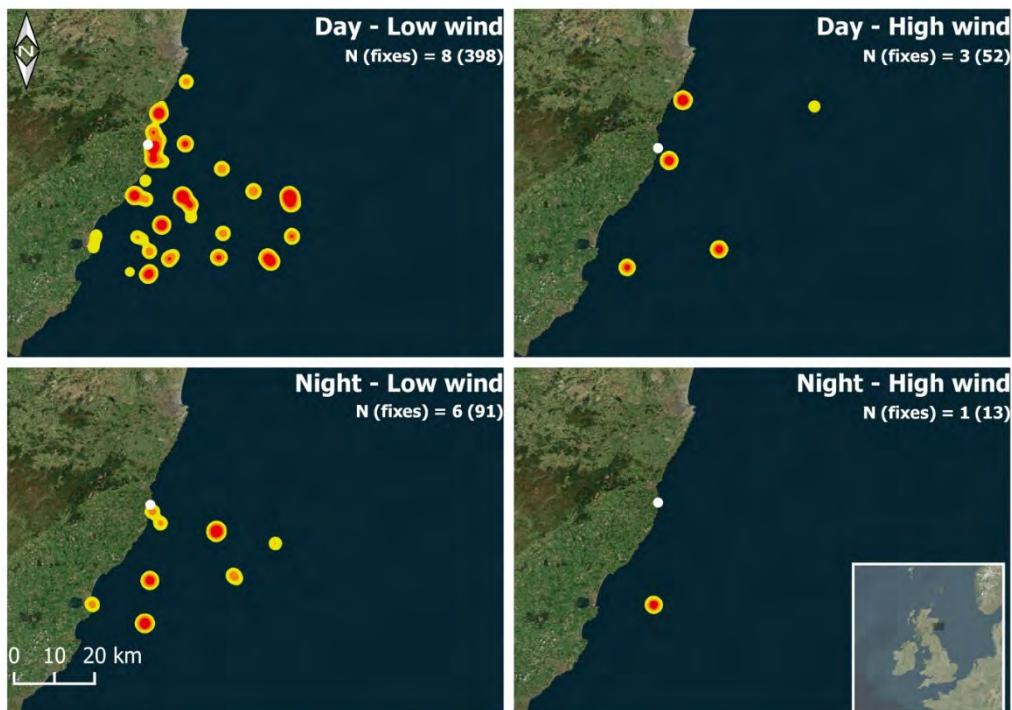 N
Day - Low wind
N (fixes) = 8 (398)
Day - High wind
N (fixes) = 3 (52)
Night - Low wind
N (fixes) = 6 (91)
Night - High wind
N (fixes) = 1 (13)
0 10 20 km